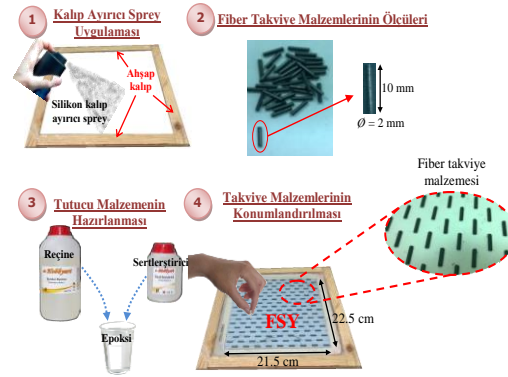 1 Kalıp Ayırıcı Sprey
Uygulaması
Ahşap
kalıp
Silikon kalıp
ayırıcı sprey
2 Fiber Takviye Malzemlerinin Ölçüleri
10 mm
Ø = 2 mm
3 Tutucu Malzemenin
Hazırlanması
Reçine
Sertleştirici
Epoksi
4 Takviye Malzemlerinin
Konumlandırılması
Fiber takviye
malzemesi
FSY
22.5 cm
21.5 cm